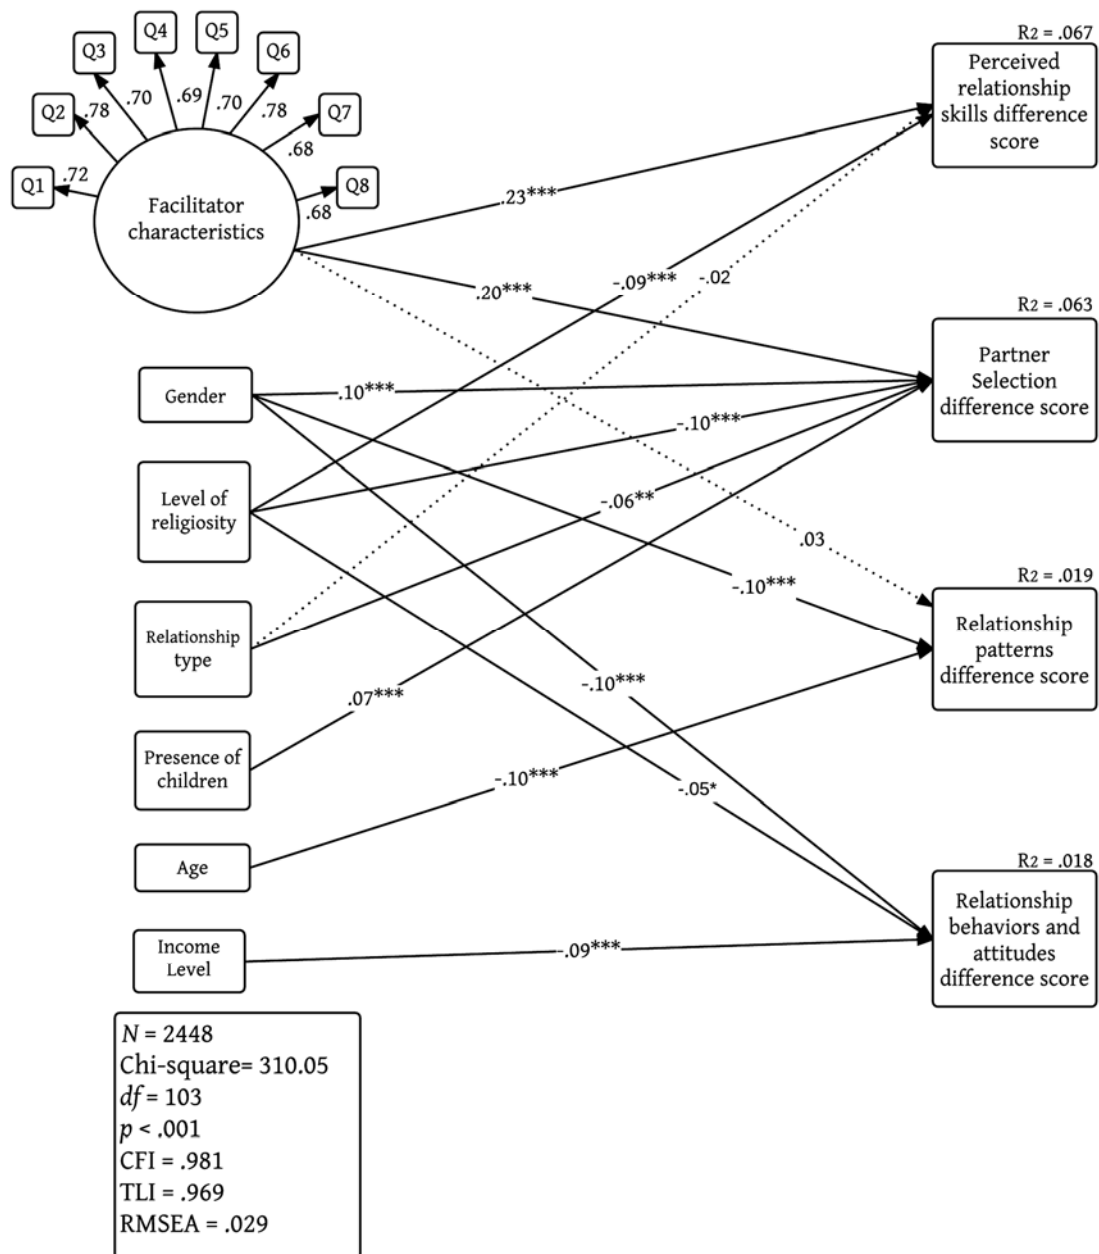 Q4
Q5
R2 = .067
Q3
Q6
Perceived
relationship
skills difference
score
.70
.69
.70
.78
Q2
.78
Q7
.68
Q1
.72
Q8
.68
Facilitator
characteristics
.23***
-.09***
-.02
.20***
R2 = .063
Partner
Selection
difference score
Gender
.10***
-.10***
Level of
religiosity
-.06**
.03
R2 = .019
-.10***
Relationship
patterns
difference score
Relationship
type
-.10***
.07***
Presence of
children
-.10***
-.05*
Age
R2 = .018
Relationship
behaviors and
attitudes
difference score
Income
Level
-.09***
N = 2448
Chi-square= 310.05
df = 103
p < .001
CFI = .981
TLI = .969
RMSEA = .029